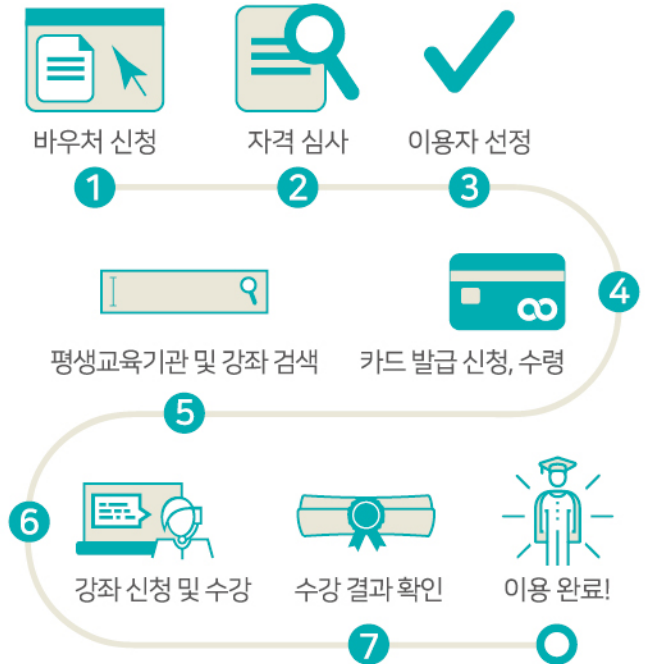 바우처 신청
자격 심사
이용자 선정
1
2
3
4
카드 발급 신청, 수령
평생교육기관 및 강좌 검색
5
6
강좌 신청 및 수강
수강 결과 확인
이용 완료!
7